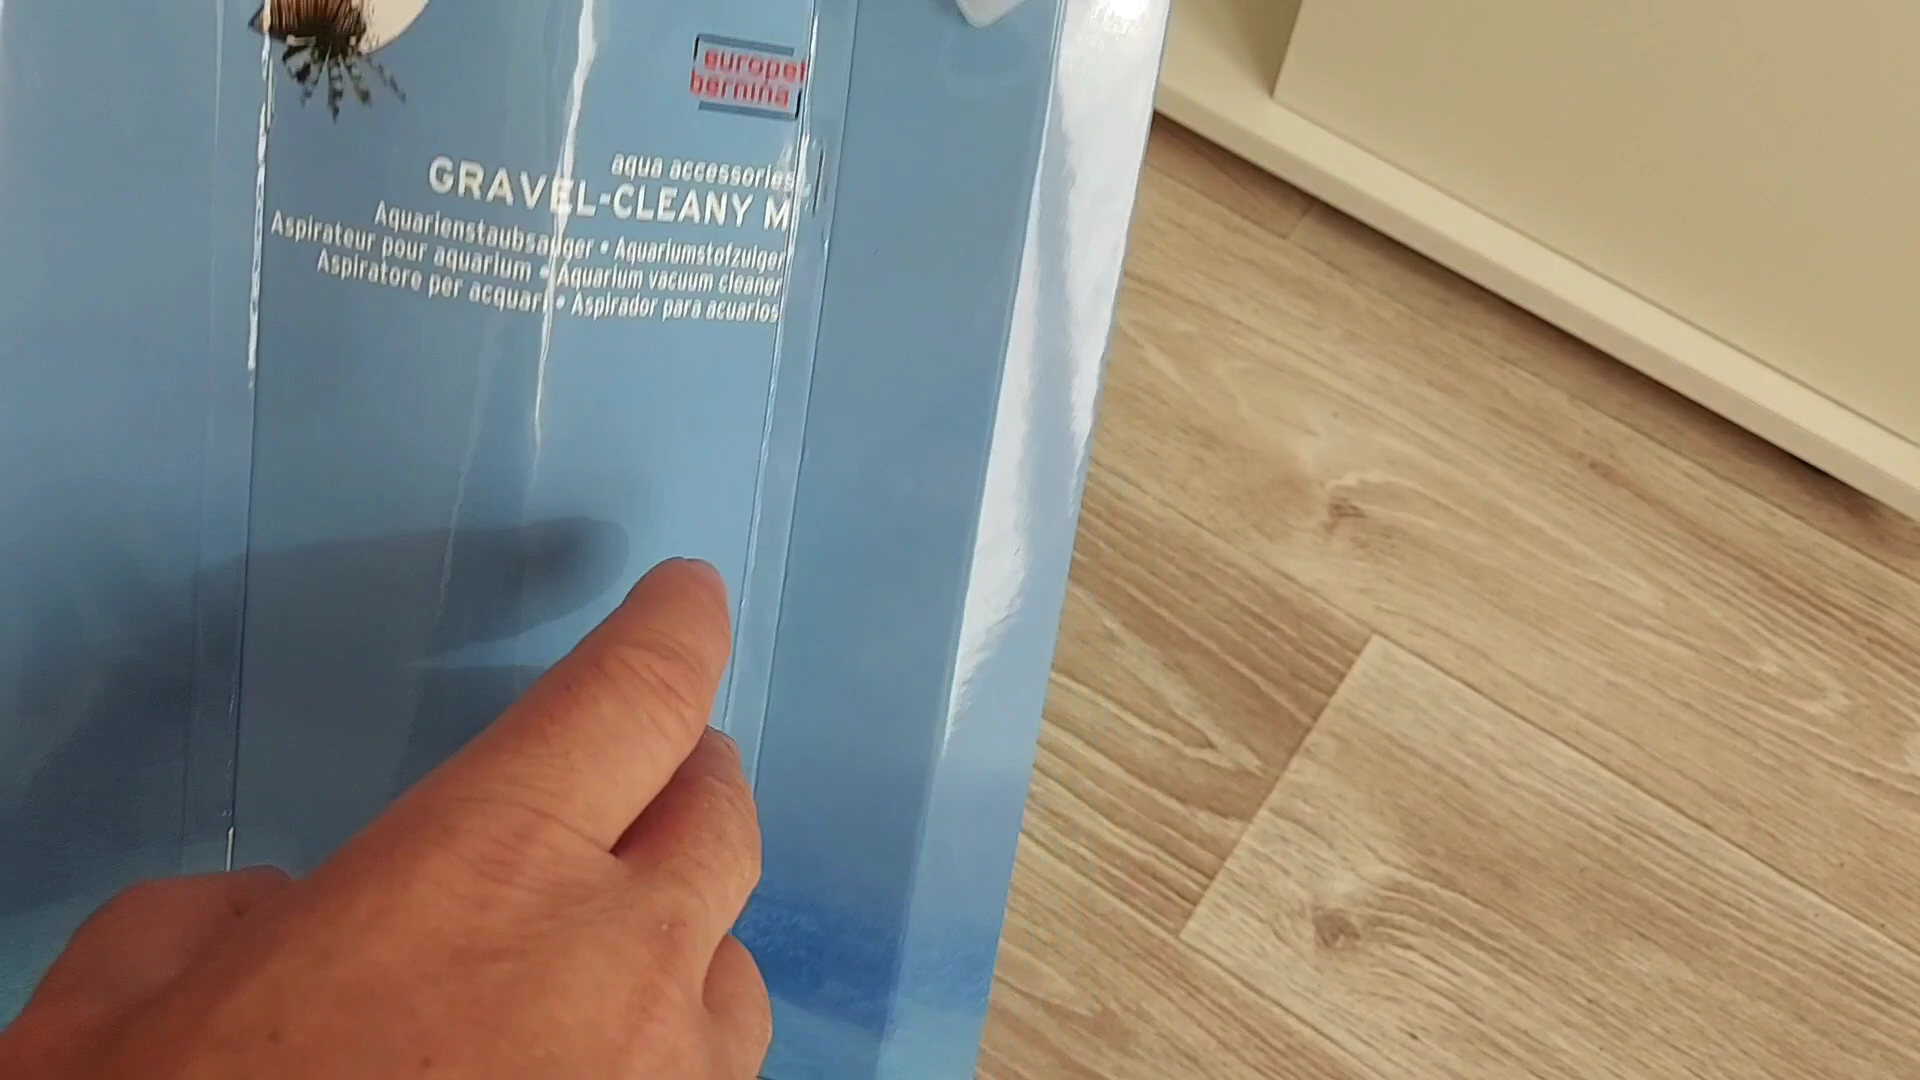 europet
bernina
aqua accessories
GRAVEL-CLEANY M
Aquarienstaubsauger • Aquariumstofzuiger
Aspirateur pour aquarium • Aquarium vacuum cleaner
Aspiratore per acquari • Aspirador para acuarios